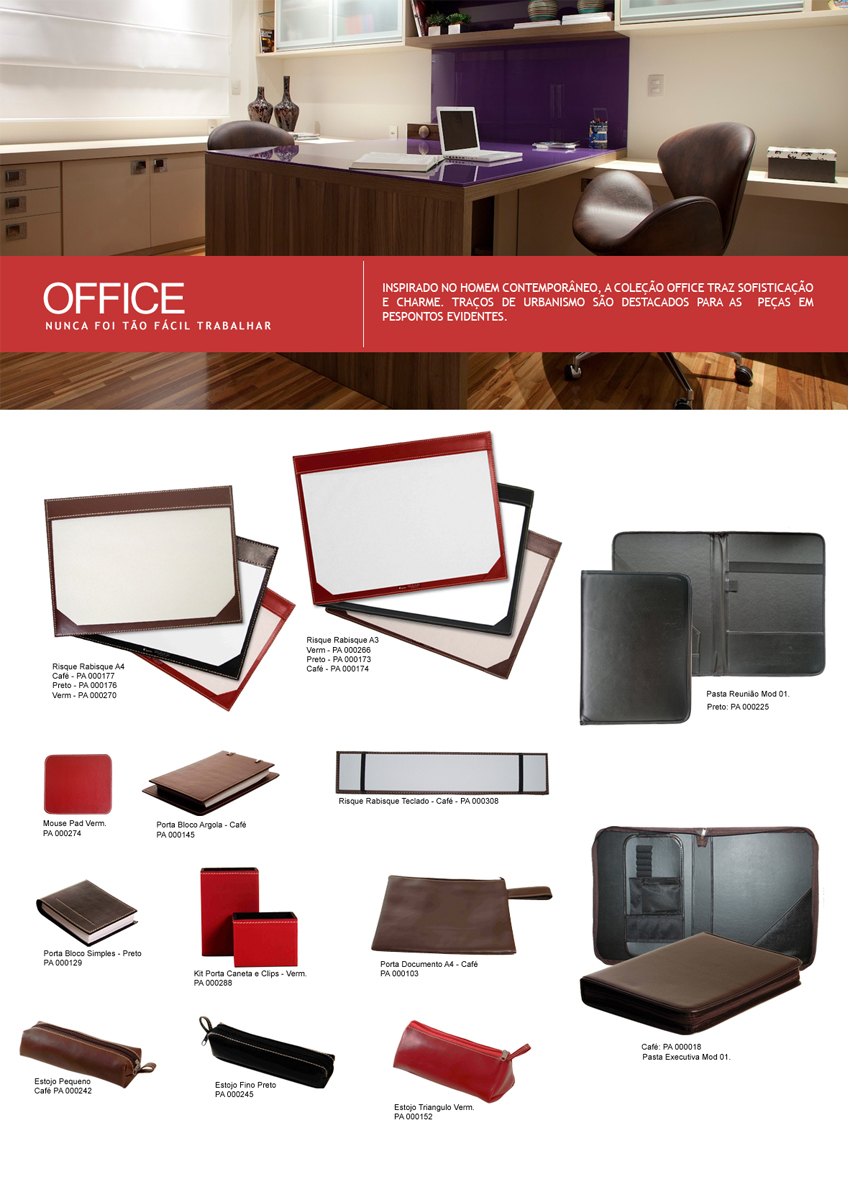 OFFICE
NUNCA FOI TÃO FÁCIL TRABALHAR
INSPIRADO NO HOMEM CONTEMPORÂNEO, A COLEÇÃO OFFICE TRAZ SOFISTICAÇÃO
E CHARME. TRAÇOS DE URBANISMO SÃO DESTACADOS PARA AS PEÇAS EM
PESPONTOS EVIDENTES.
Risque Rabisque A4
Café - PA 000177
Preto - PA 000176
Verm - PA 000270
Risque Rabisque A3
Verm - PA 000266
Preto - PA 000173
Café - PA 000174
Pasta Reunião Mod 01.
Preto: PA 000225
Mouse Pad Verm.
PA 000274
Porta Bloco Argola - Café
PA 000145
Risque Rabisque Teclado - Café - PA 000308
Porta Bloco Simples - Preto
PA 000129
Kit Porta Caneta e Clips - Verm.
PA 000288
Porta Documento A4 - Café
PA 000103
Café: PA 000018
Pasta Executiva Mod 01.
Estojo Pequeno
Café PA 000242
Estojo Fino Preto
PA 000245
Estojo Triangulo Verm.
PA 000152